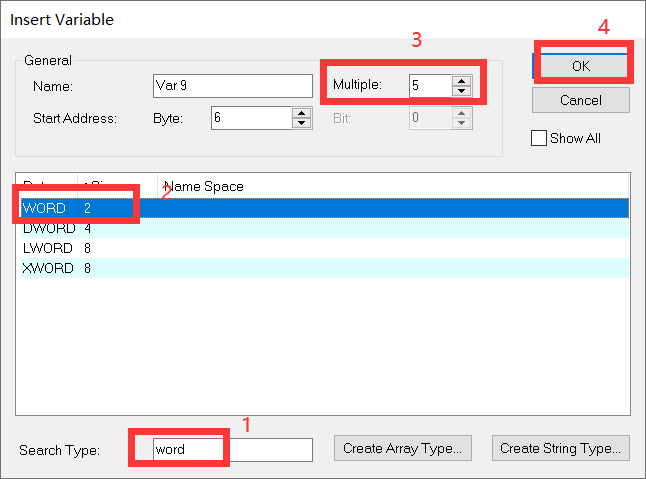 Insert Variable
4
3
General
Name: Var 9 Multiple: 5 OK
Cancel
Start Address: Byte: 6 Bit: 0
Show All
Name Space
2
WORD 2
DWORD 4
LWORD 8
XWORD 8
1
Search Type: word Create Array Type... Create String Type...